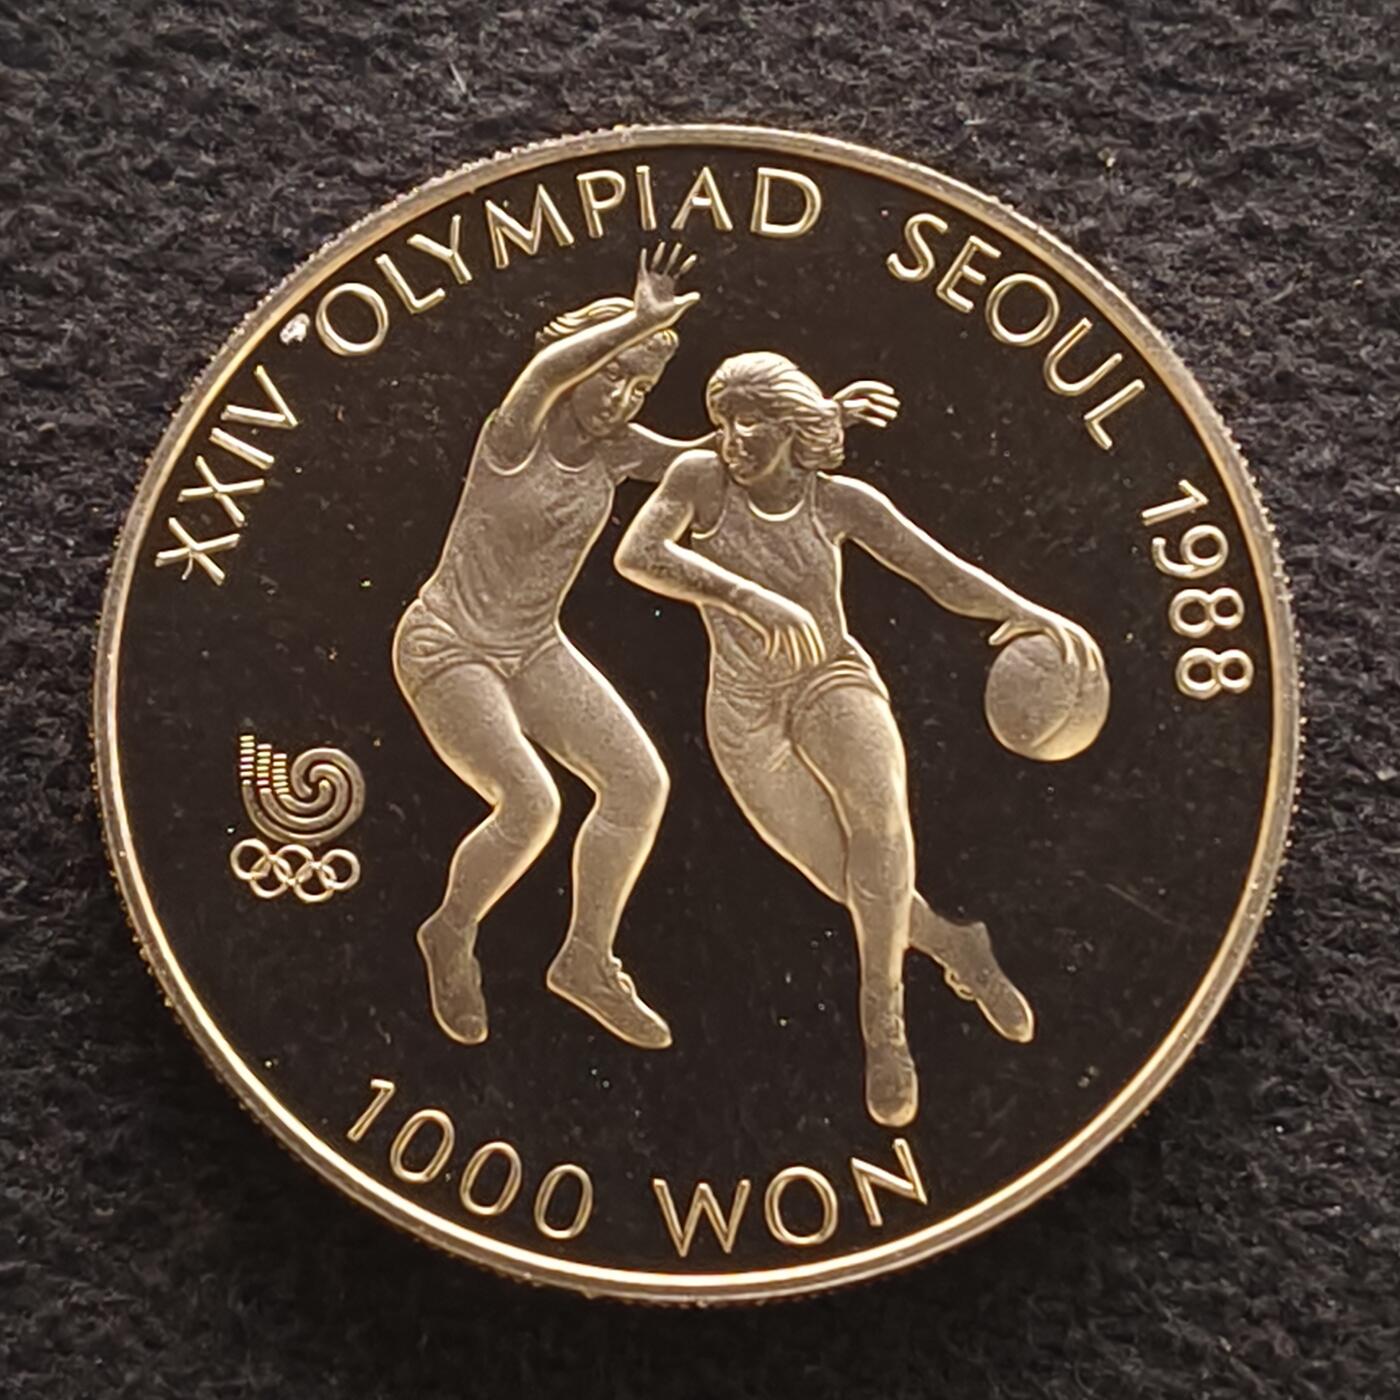 XXIV OLYMPIAD SEOUL 1988
1000 WON